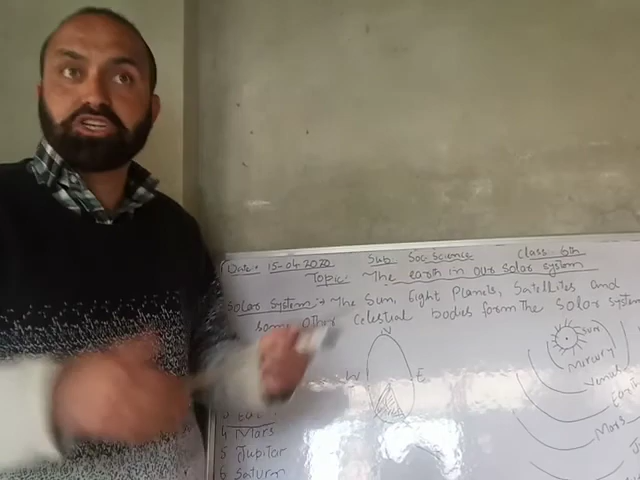 Date: 15-04-2020 Sub Soc-Science Class: 6th
Topic: The earth in our solar system
Solar System :- The Sun, Eight Planets, Satellites and
some other Celestial bodies form The Solar system
N
W E
4 Mars
5 Jupitor
6 Saturn
Sun
Mercury
Venus
Mars